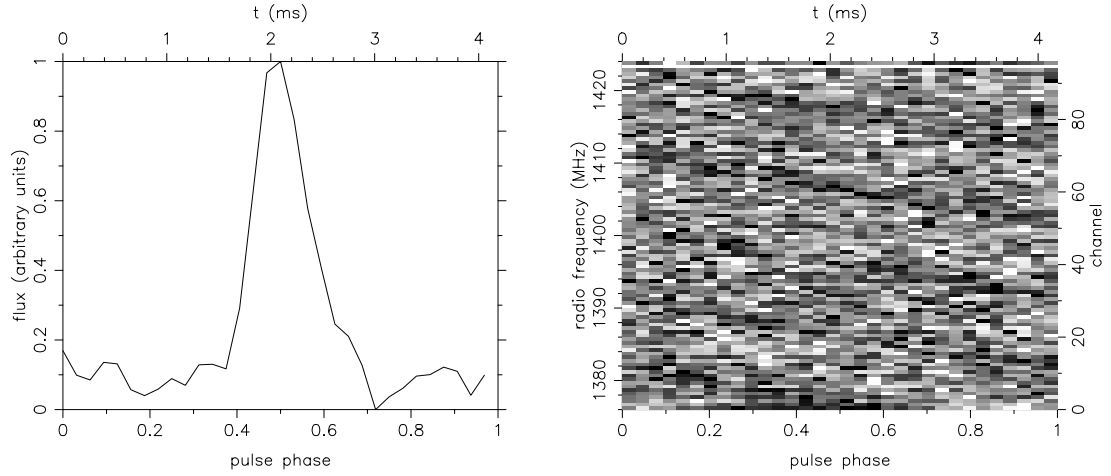 t (ms)
0 1 2 3 4
flux (arbitrary units)
1
0.8
0.6
0.4
0.2
0
0 0.2 0.4 0.6 0.8 1
pulse phase
t (ms)
0 1 2 3 4
radio frequency (MHz)
1420
1410
1400
1390
1380
80
60
40
20
0
channel
0 0.2 0.4 0.6 0.8 1
pulse phase